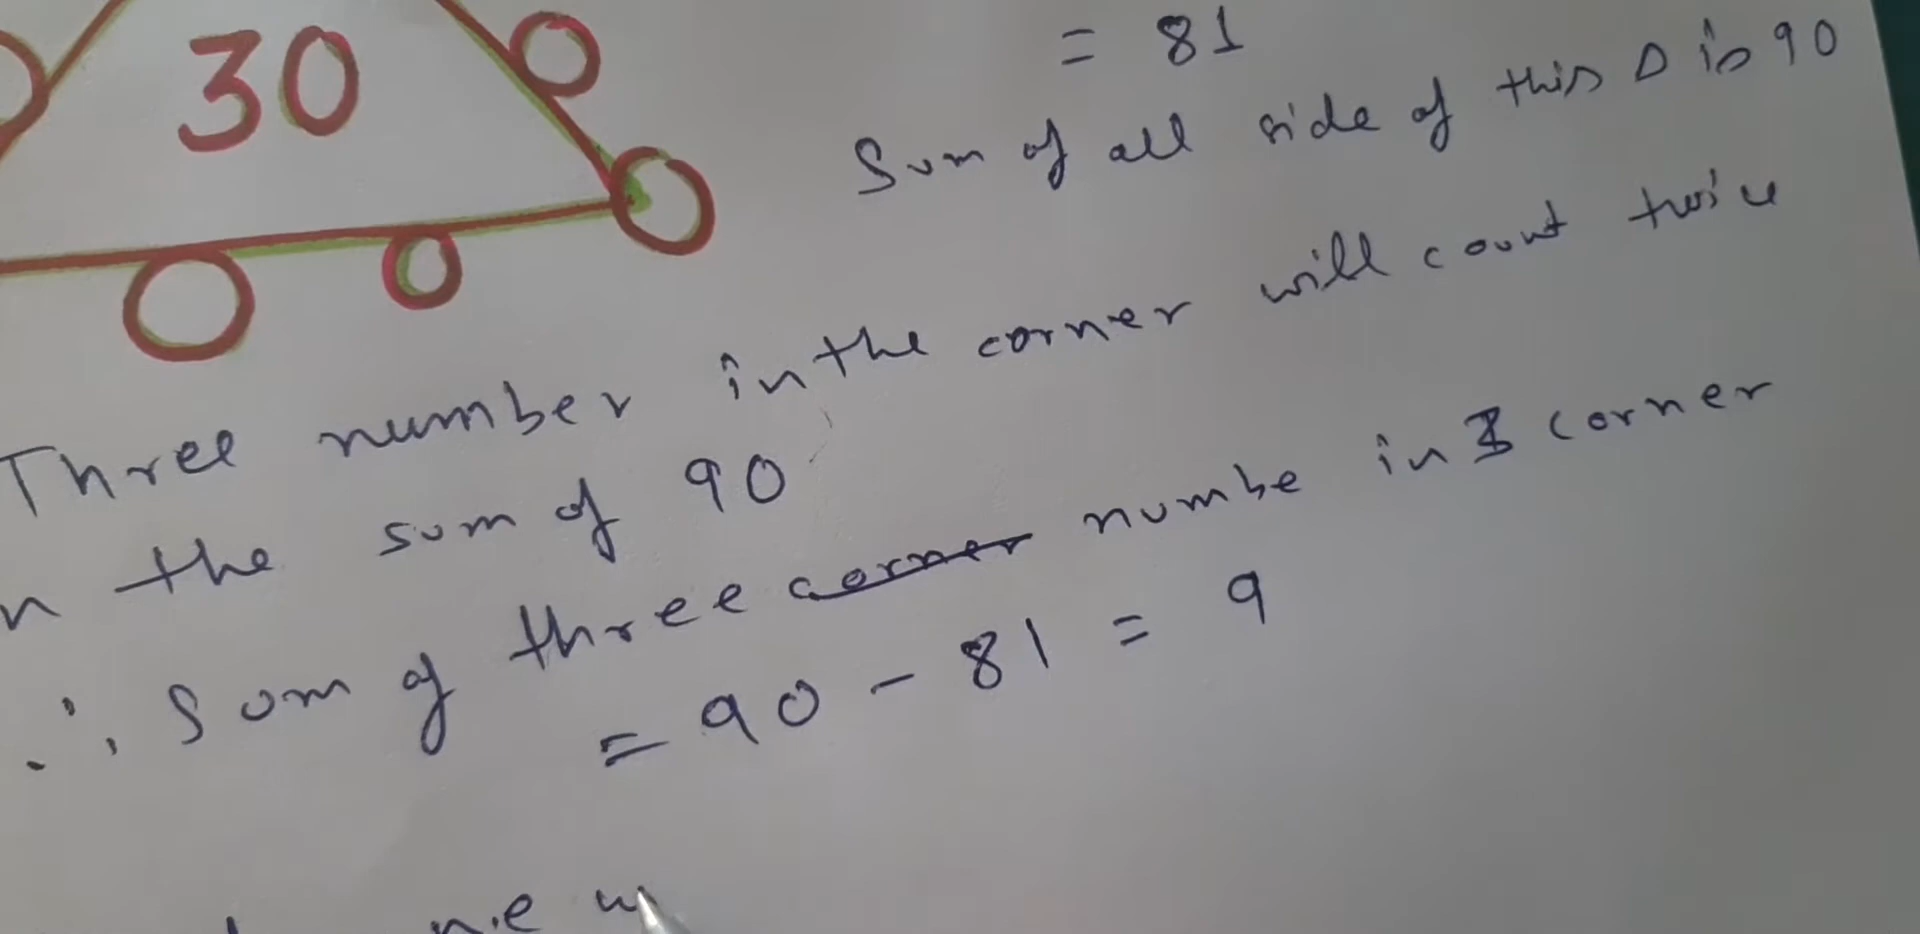 30
= 81
Sum of all side of this Δ is 90
Three number in the corner will count twice
n the sum of 90
∴ Sum of three corner numbe in 3 corner
= 90 - 81 = 9